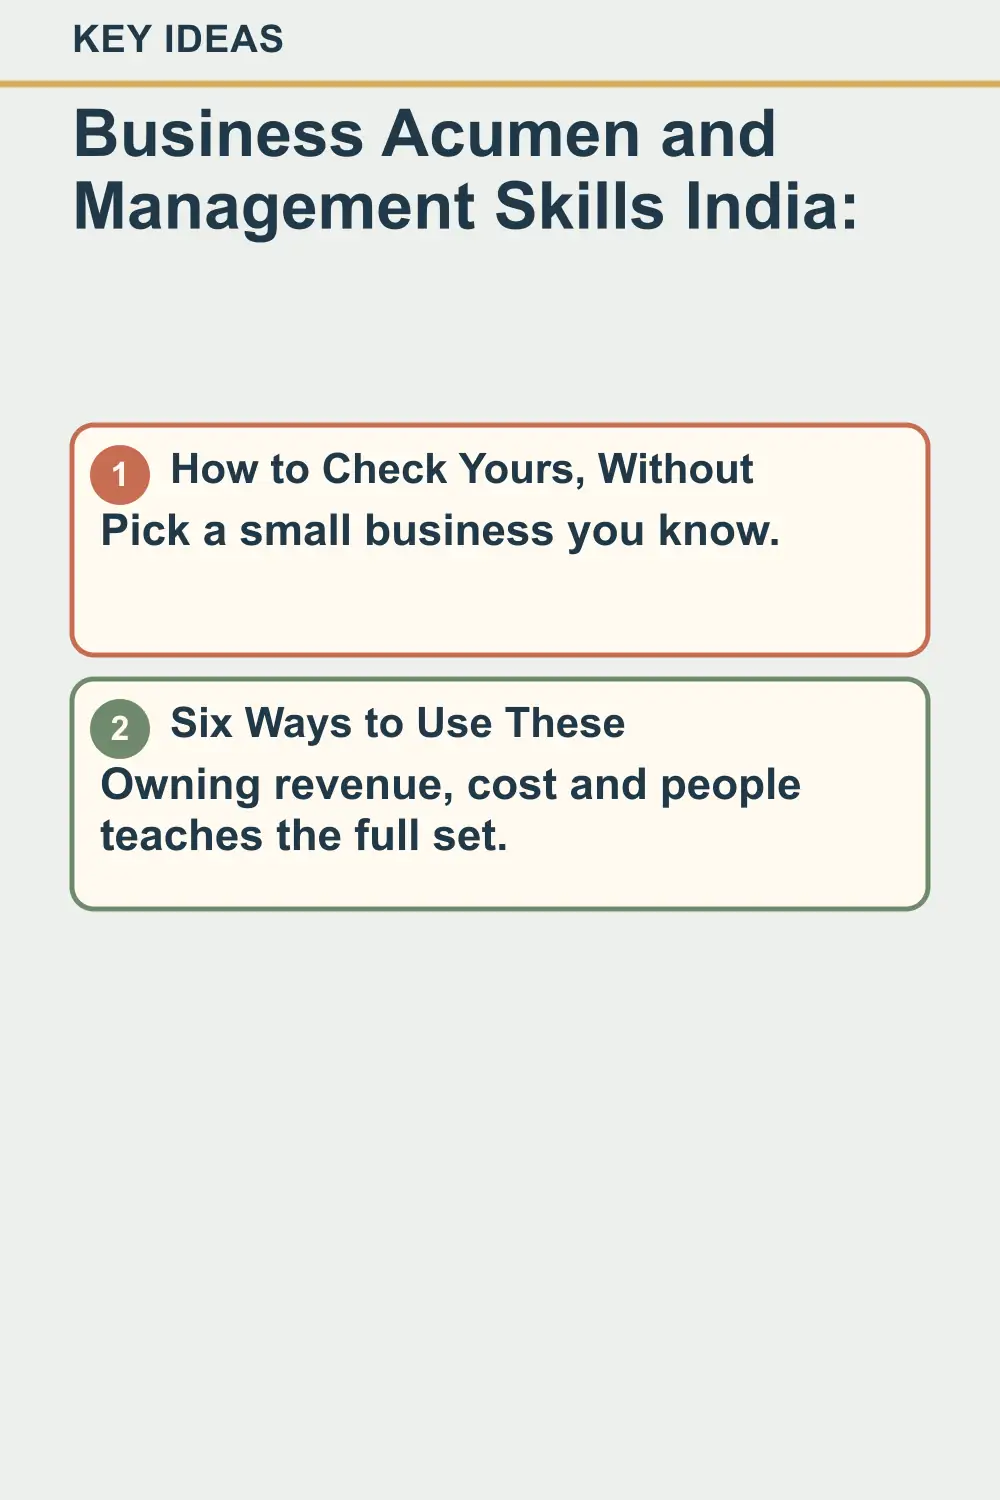 KEY IDEAS
Business Acumen and
Management Skills India:
1 How to Check Yours, Without
Pick a small business you know.
2 Six Ways to Use These
Owning revenue, cost and people
teaches the full set.